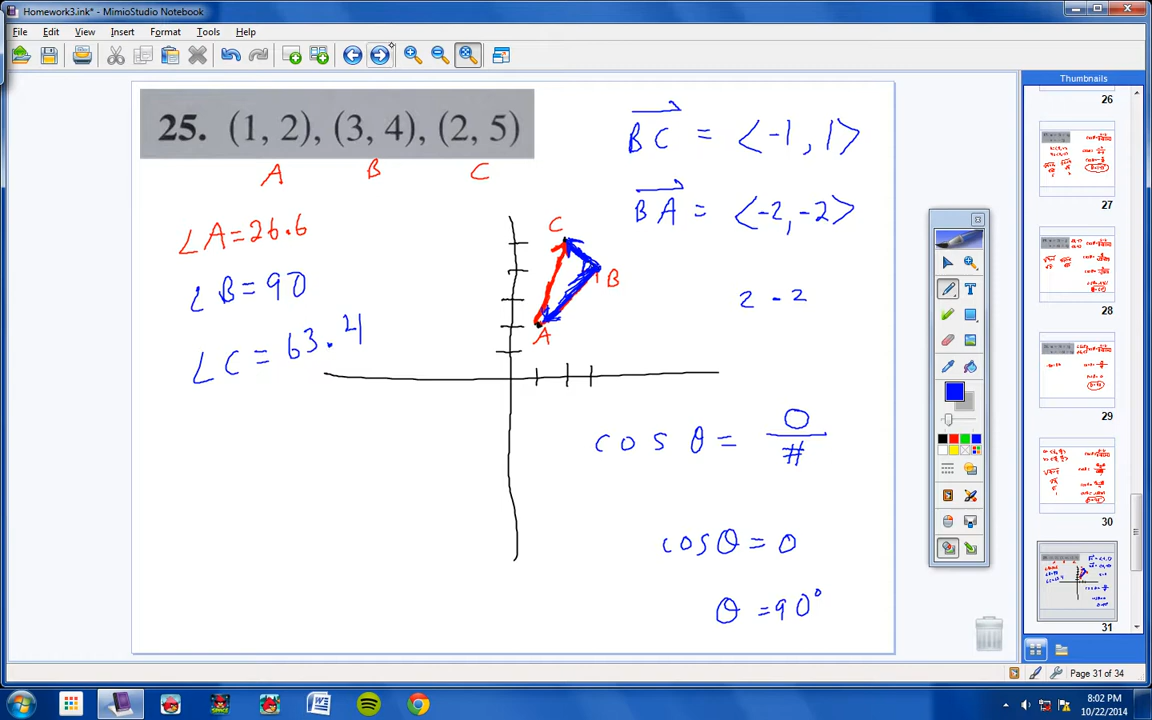 Homework3.ink* - MimioStudio Notebook
File Edit View Insert Format Tools Help
25. (1, 2), (3, 4), (2, 5)
A B C
∠A=26.6
∠B=90
∠C = 63.4
C
B
A
BC = <-1, 1>
BA = <-2, -2>
2 - 2
cos θ = 0
#
cosθ = 0
θ = 90°
T
Thumbnails
26
27
28
29
30
31
Page 31 of 34
8:02 PM
10/22/2014